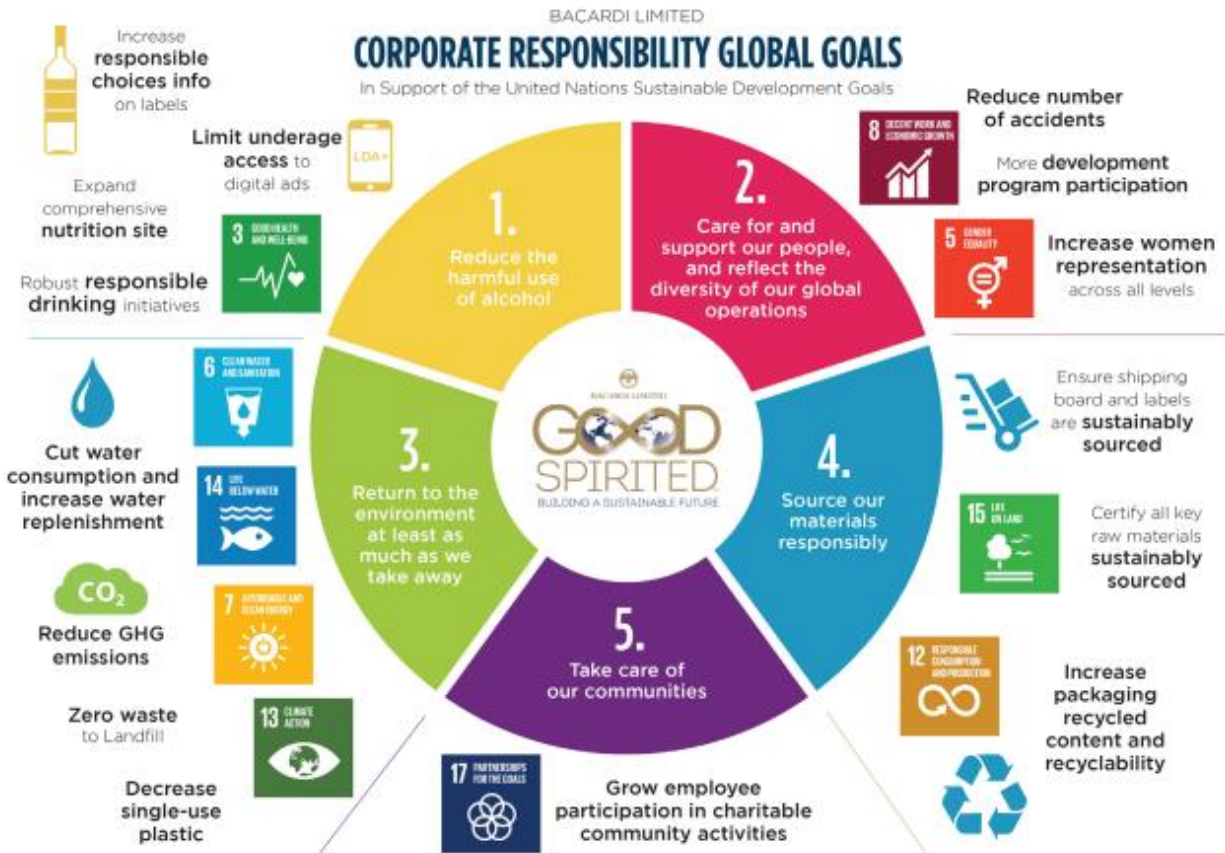 BACARDI LIMITED
CORPORATE RESPONSIBILITY GLOBAL GOALS
In Support of the United Nations Sustainable Development Goals
Increase
responsible
choices info
on labels
Limit underage
access to
digital ads
LDA+
Expand
comprehensive
nutrition site
3 GOOD HEALTH
AND WELL-BEING
Robust responsible
drinking initiatives
1.
Reduce the
harmful use
of alcohol
2.
Care for and
support our people,
and reflect the
diversity of our global
operations
8 DECENT WORK AND
ECONOMIC GROWTH
Reduce number
of accidents
More development
program participation
5 GENDER
EQUALITY
Increase women
representation
across all levels
6 CLEAN WATER
AND SANITATION
Cut water
consumption and
increase water
replenishment
14 LIFE
BELOW WATER
CO2
Reduce GHG
emissions
7 AFFORDABLE AND
CLEAN ENERGY
Zero waste
to Landfill
13 CLIMATE
ACTION
Decrease
single-use
plastic
3.
Return to the
environment
at least as
much as we
take away
BACARDI LIMITED
GOOD
SPIRITED
BUILDING A SUSTAINABLE FUTURE
4.
Source our
materials
responsibly
Ensure shipping
board and labels
are sustainably
sourced
15 LIFE
ON LAND
Certify all key
raw materials
sustainably
sourced
12 RESPONSIBLE
CONSUMPTION
AND PRODUCTION
Increase
packaging
recycled
content and
recyclability
5.
Take care of
our communities
17 PARTNERSHIPS
FOR THE GOALS
Grow employee
participation in charitable
community activities